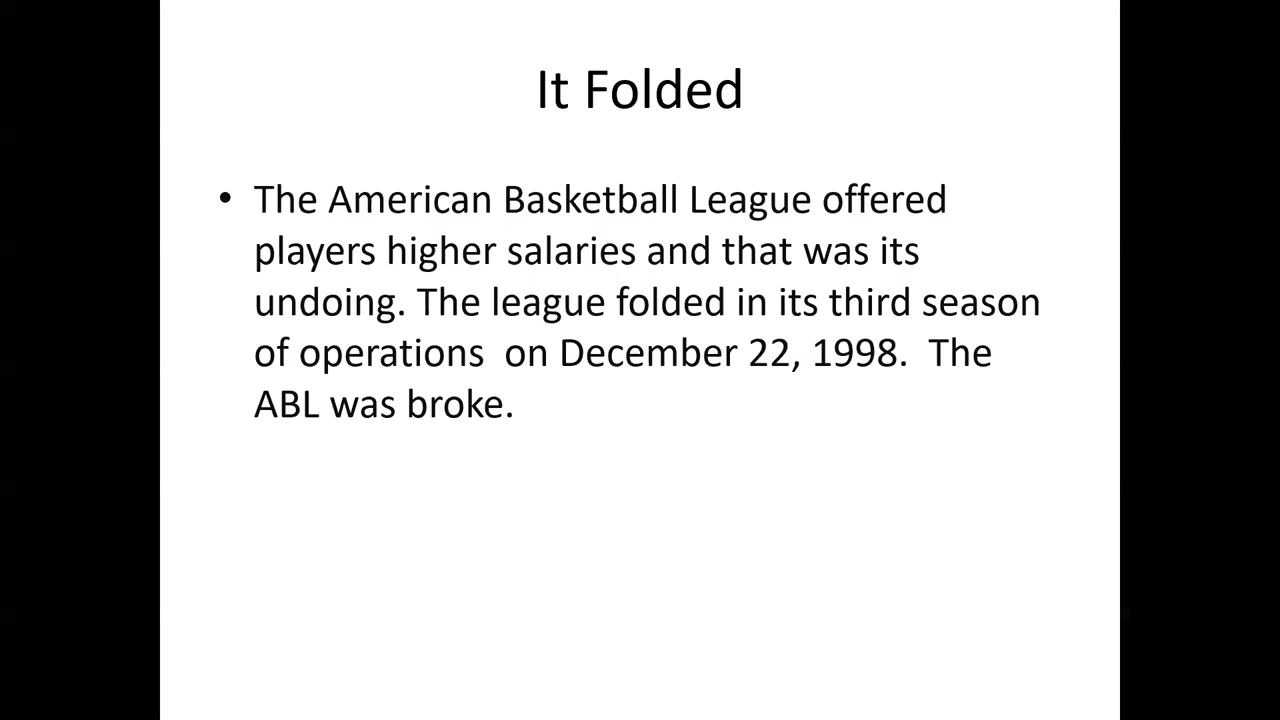 It Folded
• The American Basketball League offered
players higher salaries and that was its
undoing. The league folded in its third season
of operations  on December 22, 1998.  The
ABL was broke.